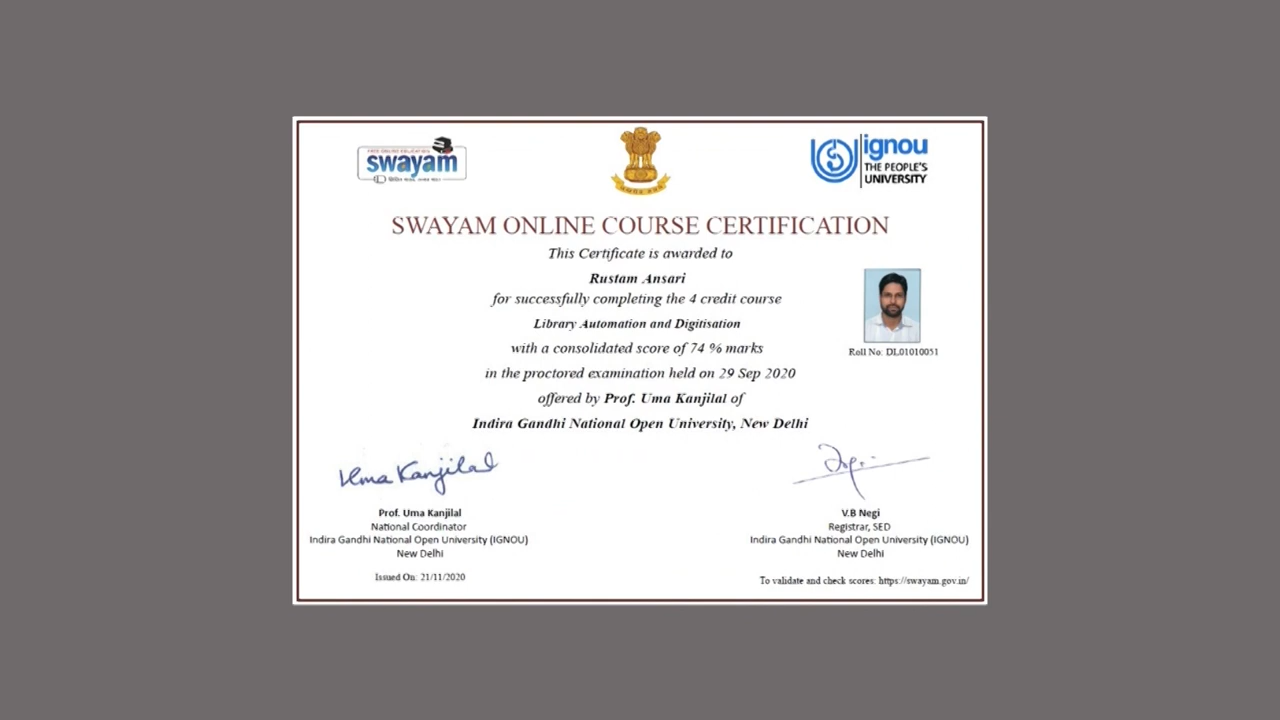 FREE ONLINE EDUCATION
swayam
ignou
THE PEOPLE'S
UNIVERSITY
SWAYAM ONLINE COURSE CERTIFICATION
This Certificate is awarded to
Rustam Ansari
for successfully completing the 4 credit course
Library Automation and Digitisation
with a consolidated score of 74 % marks
Roll No: DL01010051
in the proctored examination held on 29 Sep 2020
offered by Prof. Uma Kanjilal of
Indira Gandhi National Open University, New Delhi
Uma Kanjilal
Prof. Uma Kanjilal
National Coordinator
Indira Gandhi National Open University (IGNOU)
New Delhi
Issued On: 21/11/2020
V.B Negi
Registrar, SED
Indira Gandhi National Open University (IGNOU)
New Delhi
To validate and check scores: https://swayam.gov.in/